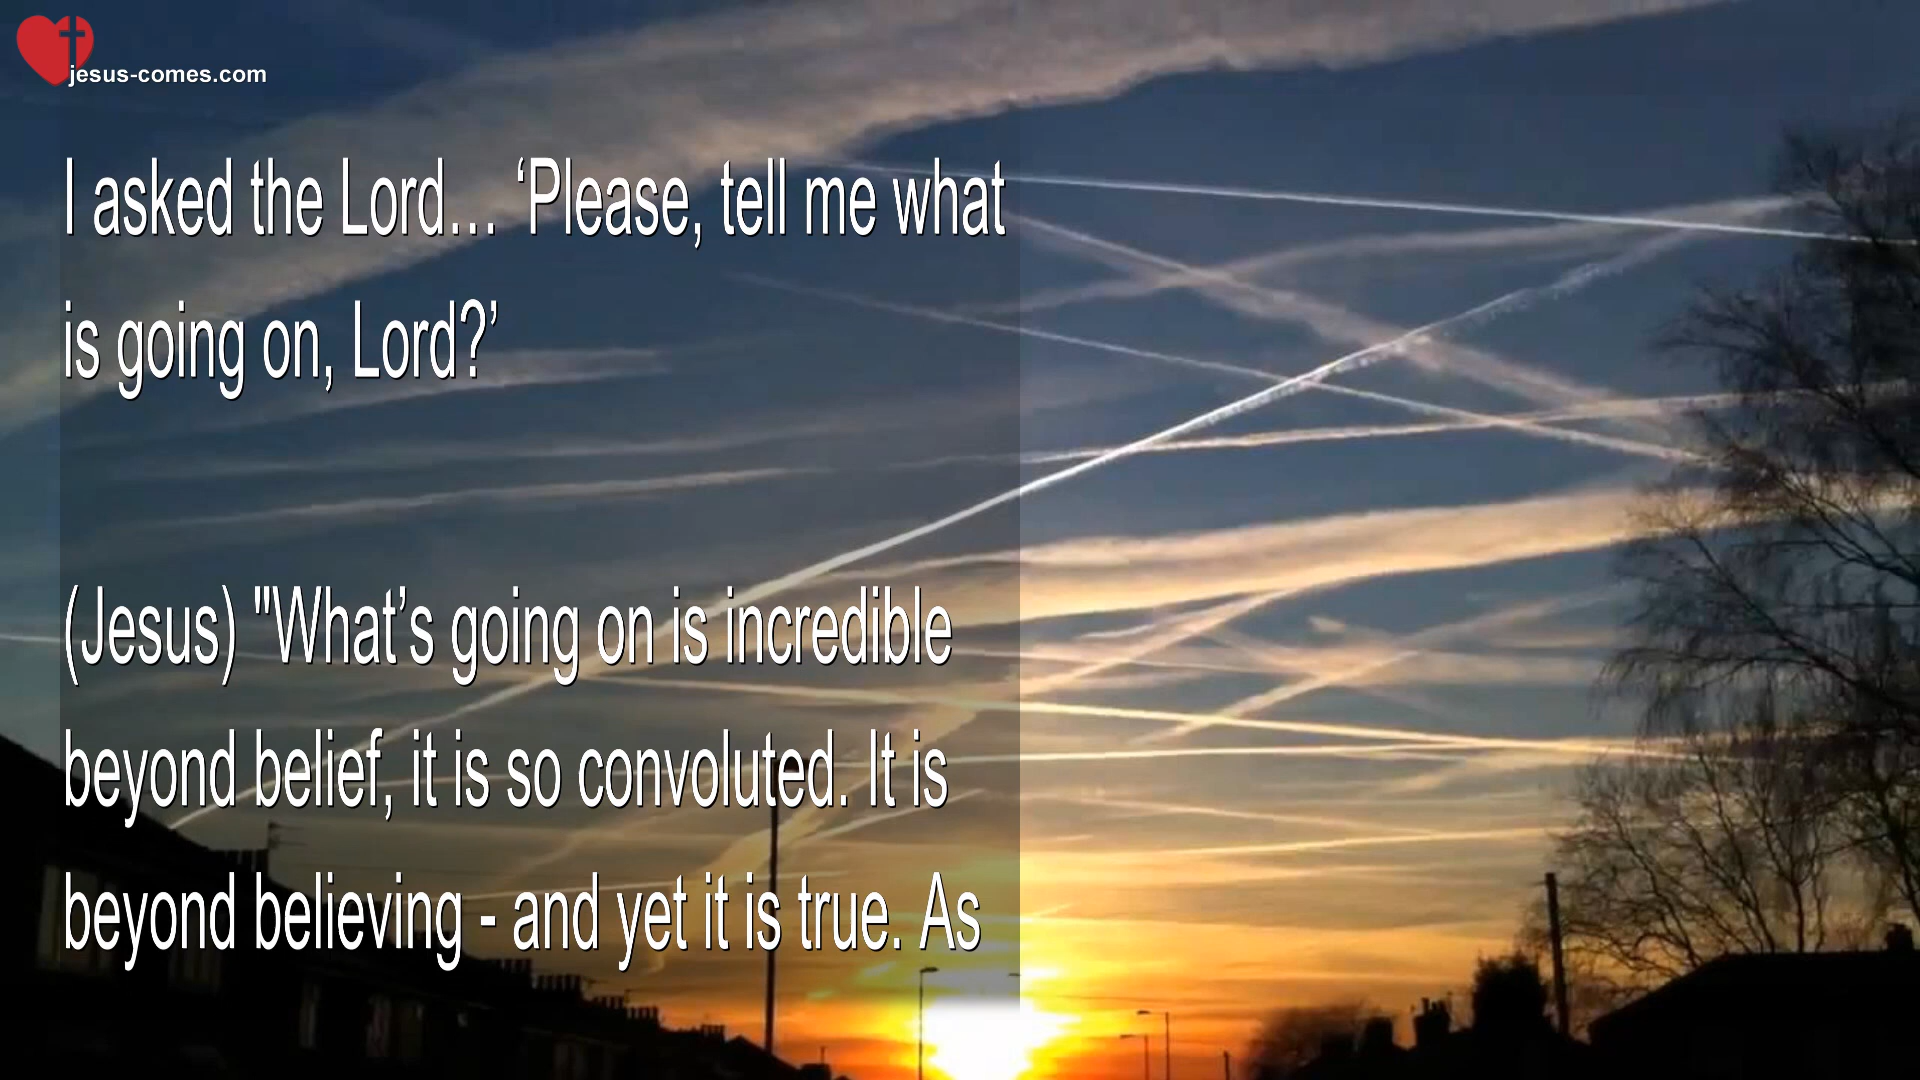 jesus-comes.com
I asked the Lord… ‘Please, tell me what
is going on, Lord?’
(Jesus) "What’s going on is incredible
beyond belief, it is so convoluted. It is
beyond believing - and yet it is true. As